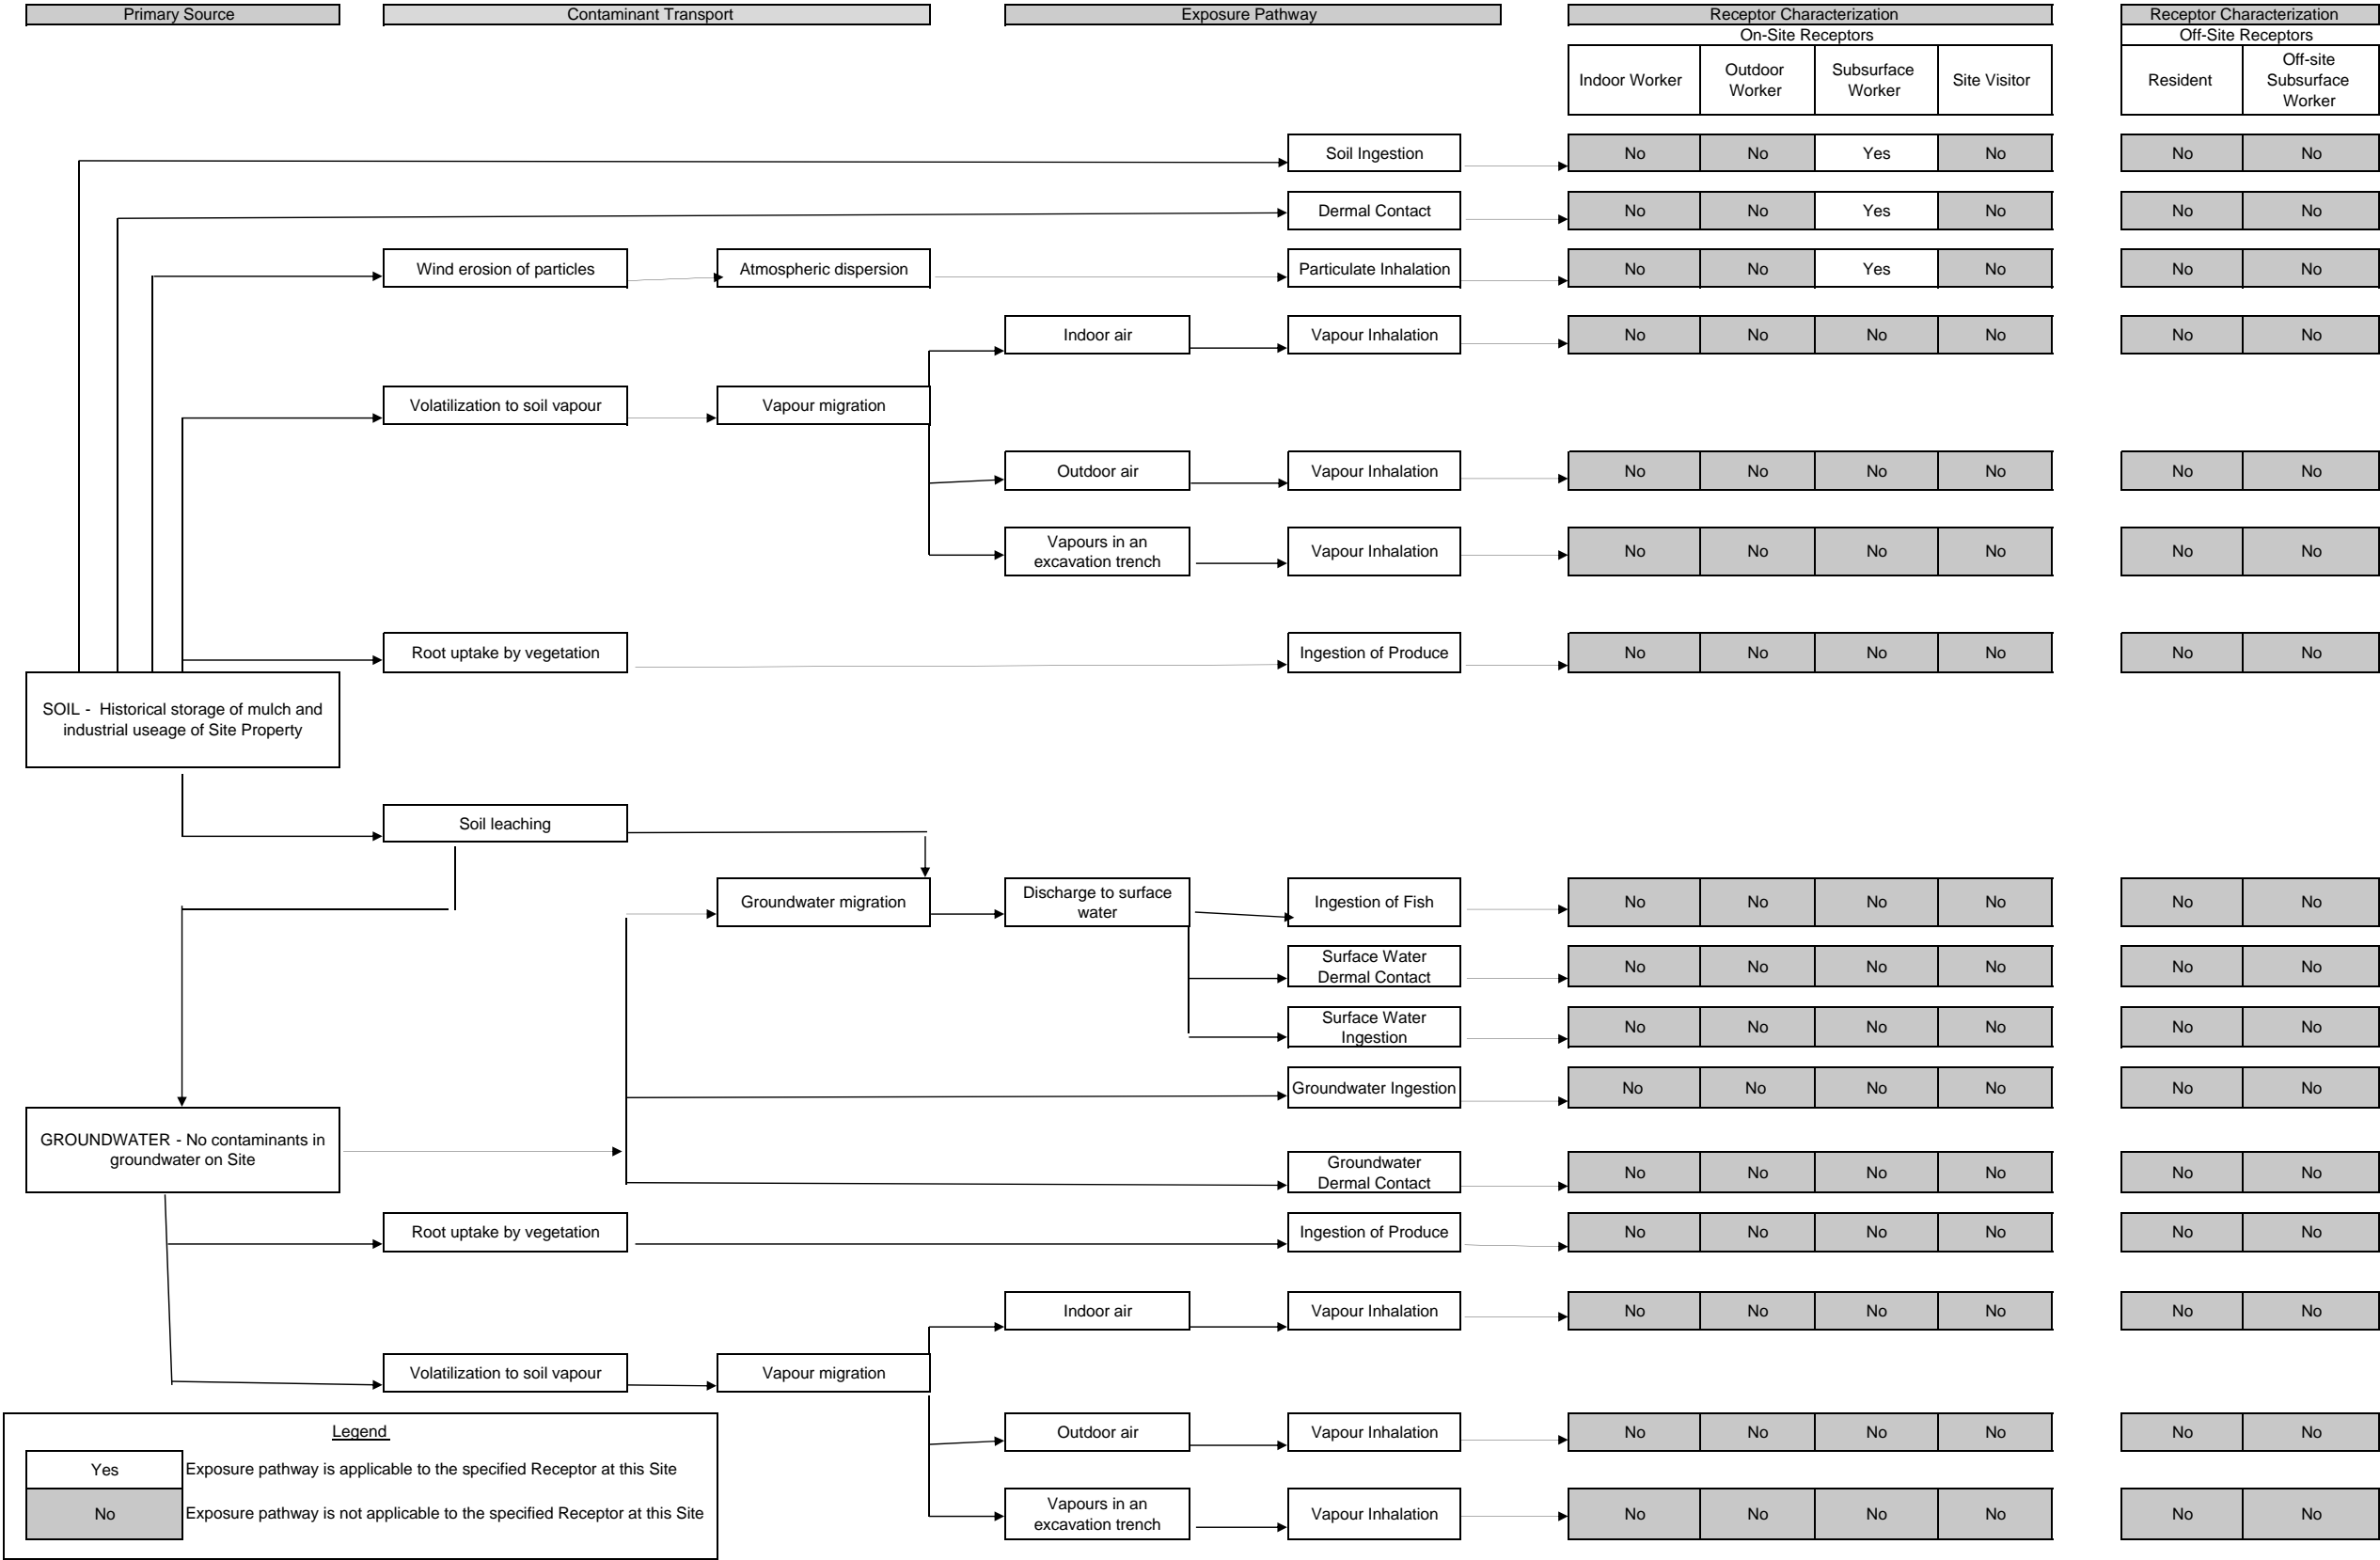 Primary Source Contaminant Transport Exposure Pathway Receptor Characterization Receptor Characterization
On-Site Receptors Off-Site Receptors
Indoor Worker Outdoor Worker Subsurface Worker Site Visitor Resident Off-site Subsurface Worker
Soil Ingestion No No Yes No No No
Dermal Contact No No Yes No No No
Wind erosion of particles Atmospheric dispersion Particulate Inhalation No No Yes No No No
Indoor air Vapour Inhalation No No No No No No
Volatilization to soil vapour Vapour migration
Outdoor air Vapour Inhalation No No No No No No
Vapours in an
excavation trench Vapour Inhalation No No No No No No
Root uptake by vegetation Ingestion of Produce No No No No No No
SOIL - Historical storage of mulch and
industrial useage of Site Property
Soil leaching
Groundwater migration Discharge to surface
water Ingestion of Fish No No No No No No
Surface Water
Dermal Contact No No No No No No
Surface Water
Ingestion No No No No No No
Groundwater Ingestion No No No No No No
GROUNDWATER - No contaminants in
groundwater on Site
Groundwater
Dermal Contact No No No No No No
Root uptake by vegetation Ingestion of Produce No No No No No No
Indoor air Vapour Inhalation No No No No No No
Volatilization to soil vapour Vapour migration
Outdoor air Vapour Inhalation No No No No No No
Vapours in an
excavation trench Vapour Inhalation No No No No No No
Legend
Yes Exposure pathway is applicable to the specified Receptor at this Site
No Exposure pathway is not applicable to the specified Receptor at this Site